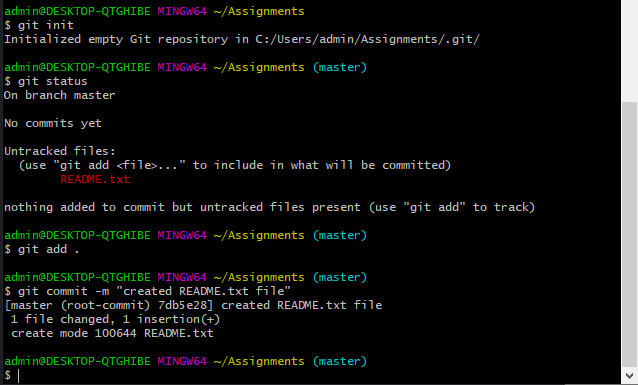 admin@DESKTOP-QTGHIBE MINGW64 ~/Assignments
$ git init
Initialized empty Git repository in C:/Users/admin/Assignments/.git/
admin@DESKTOP-QTGHIBE MINGW64 ~/Assignments (master)
$ git status
On branch master
No commits yet
Untracked files:
  (use "git add <file>..." to include in what will be committed)
        README.txt
nothing added to commit but untracked files present (use "git add" to track)
admin@DESKTOP-QTGHIBE MINGW64 ~/Assignments (master)
$ git add .
admin@DESKTOP-QTGHIBE MINGW64 ~/Assignments (master)
$ git commit -m "created README.txt file"
[master (root-commit) 7db5e28] created README.txt file
 1 file changed, 1 insertion(+)
 create mode 100644 README.txt
admin@DESKTOP-QTGHIBE MINGW64 ~/Assignments (master)
$